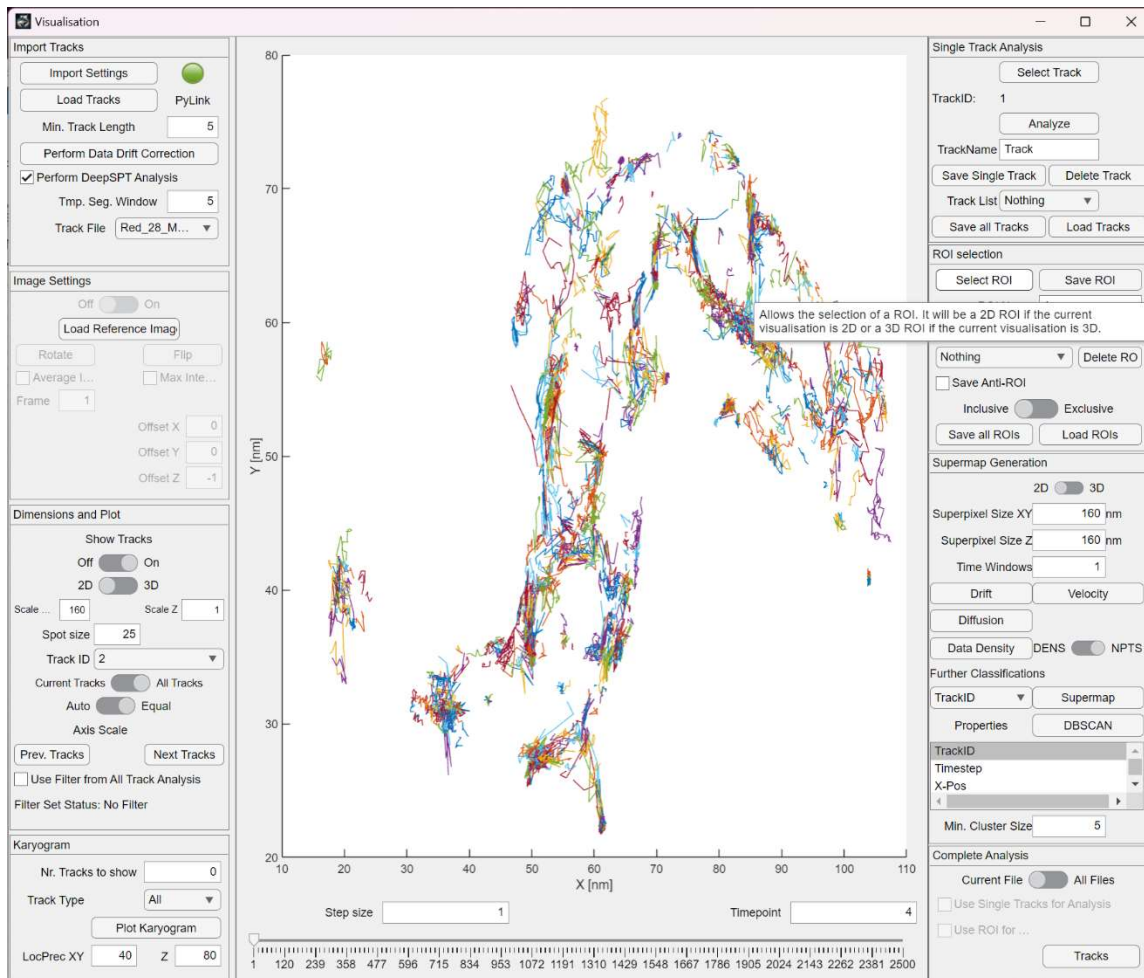 Visualisation
Import Tracks
Import Settings
Load Tracks PyLink
Min. Track Length 5
Perform Data Drift Correction
Perform DeepSPT Analysis
Tmp. Seg. Window 5
Track File Red_28_M...
Image Settings
Off On
Load Reference Imag
Rotate Flip
Average I... Max Inte...
Frame 1
Offset X 0
Offset Y 0
Offset Z -1
Dimensions and Plot
Show Tracks
Off On
2D 3D
Scale ... 160 Scale Z 1
Spot size 25
Track ID 2
Current Tracks All Tracks
Auto Equal
Axis Scale
Prev. Tracks Next Tracks
Use Filter from All Track Analysis
Filter Set Status: No Filter
Karyogram
Nr. Tracks to show 0
Track Type All
Plot Karyogram
LocPrec XY 40 Z 80
80
70
60
50
40
30
20
Y [nm]
10 20 30 40 50 60 70 80 90 100 110
X [nm]
Step size 1 Timepoint 4
1 120 239 358 477 596 715 834 953 1072 1191 1310 1429 1548 1667 1786 1905 2024 2143 2262 2381 2500
Single Track Analysis
Select Track
TrackID: 1
Analyze
TrackName Track
Save Single Track Delete Track
Track List Nothing
Save all Tracks Load Tracks
ROI selection
Select ROI Save ROI
Allows the selection of a ROI. It will be a 2D ROI if the current
visualisation is 2D or a 3D ROI if the current visualisation is 3D.
Nothing Delete RO
Save Anti-ROI
Inclusive Exclusive
Save all ROIs Load ROIs
Supermap Generation
2D 3D
Superpixel Size XY 160 nm
Superpixel Size Z 160 nm
Time Windows 1
Drift Velocity
Diffusion
Data Density DENS NPTS
Further Classifications
TrackID Supermap
Properties DBSCAN
TrackID
Timestep
X-Pos
Min. Cluster Size 5
Complete Analysis
Current File All Files
Use Single Tracks for Analysis
Use ROI for ...
Tracks